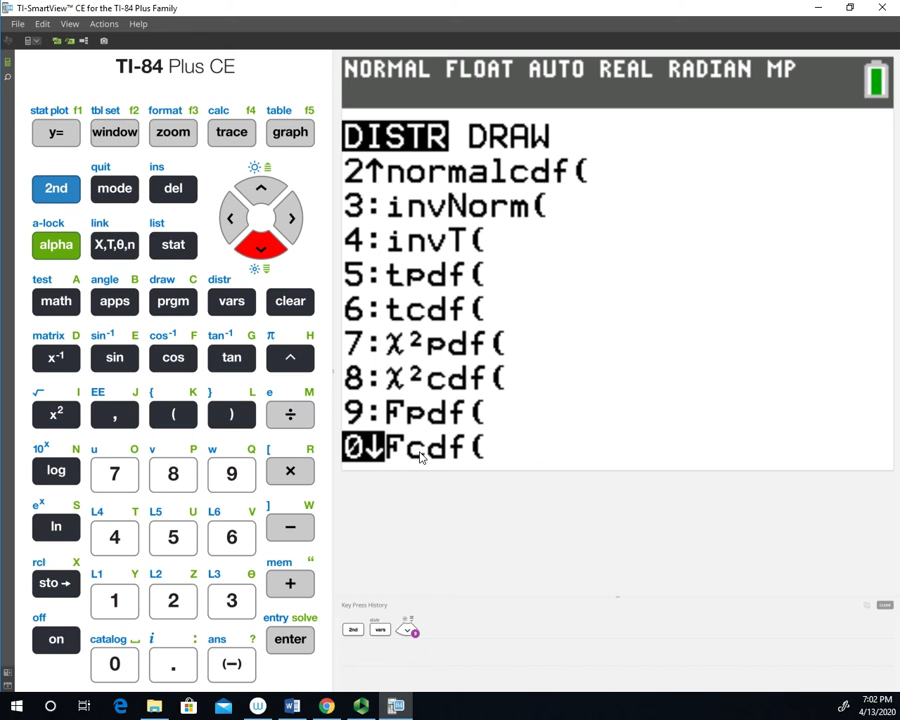 TI-SmartView™ CE for the TI-84 Plus Family
File Edit View Actions Help
TI-84 Plus CE
stat plot f1 tbl set f2 format f3 calc f4 table f5
y= window zoom trace graph
quit ins
2nd mode del
a-lock link list
alpha X,T,θ,n stat
test A angle B draw C distr
math apps prgm vars clear
matrix D sin⁻¹ E cos⁻¹ F tan⁻¹ G π H
x⁻¹ sin cos tan ^
√ I EE J { K } L e M
x² , ( ) ÷
10ˣ N u O v P w Q [ R
log 7 8 9 ×
eˣ S L4 T L5 U L6 V ] W
ln 4 5 6 −
rcl X L1 Y L2 Z L3 θ mem “
sto→ 1 2 3 +
off catalog i : ans ? entry solve
on 0 . (−) enter
NORMAL FLOAT AUTO REAL RADIAN MP
DISTR DRAW
2↑normalcdf(
3:invNorm(
4:invT(
5:tpdf(
6:tcdf(
7:χ²pdf(
8:χ²cdf(
9:Fpdf(
0↓Fcdf(
Key Press History
CLEAR
2nd vars
7:02 PM
4/13/2020